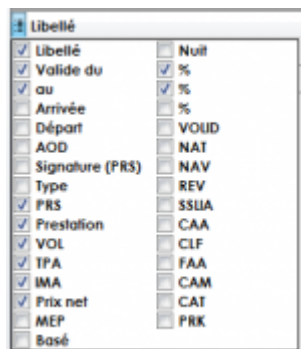 Libellé
Libellé
Valide du
au
Arrivée
Départ
AOD
Signature (PRS)
Type
PRS
Prestation
VOL
TPA
IMA
Prix net
MEP
Basé
Nuit
%
%
%
VOLID
NAT
NAV
REV
SSLIA
CAA
CLF
FAA
CAM
CAT
PRK